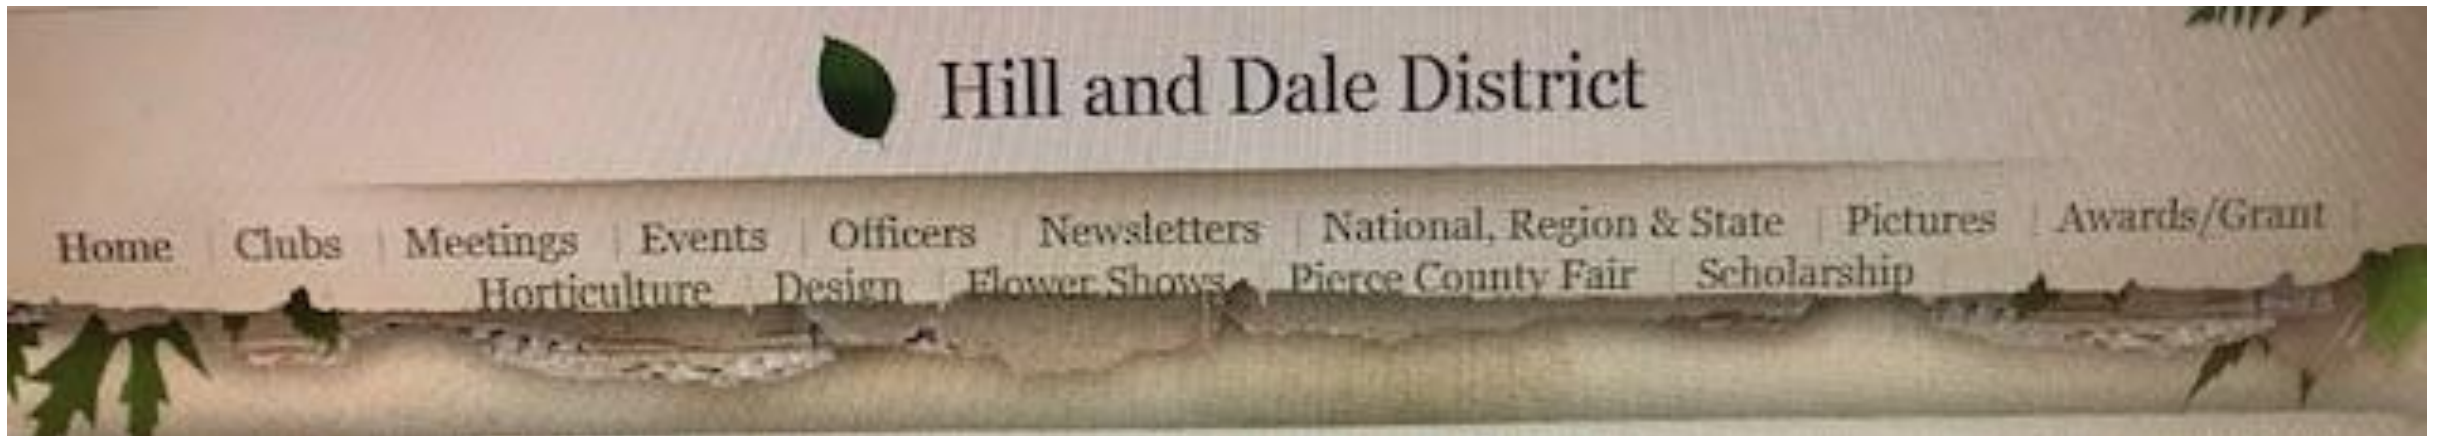 Hill and Dale District
Home | Clubs | Meetings | Events | Officers | Newsletters | National, Region & State | Pictures | Awards/Grant |
Horticulture | Design | Flower Shows | Pierce County Fair | Scholarship